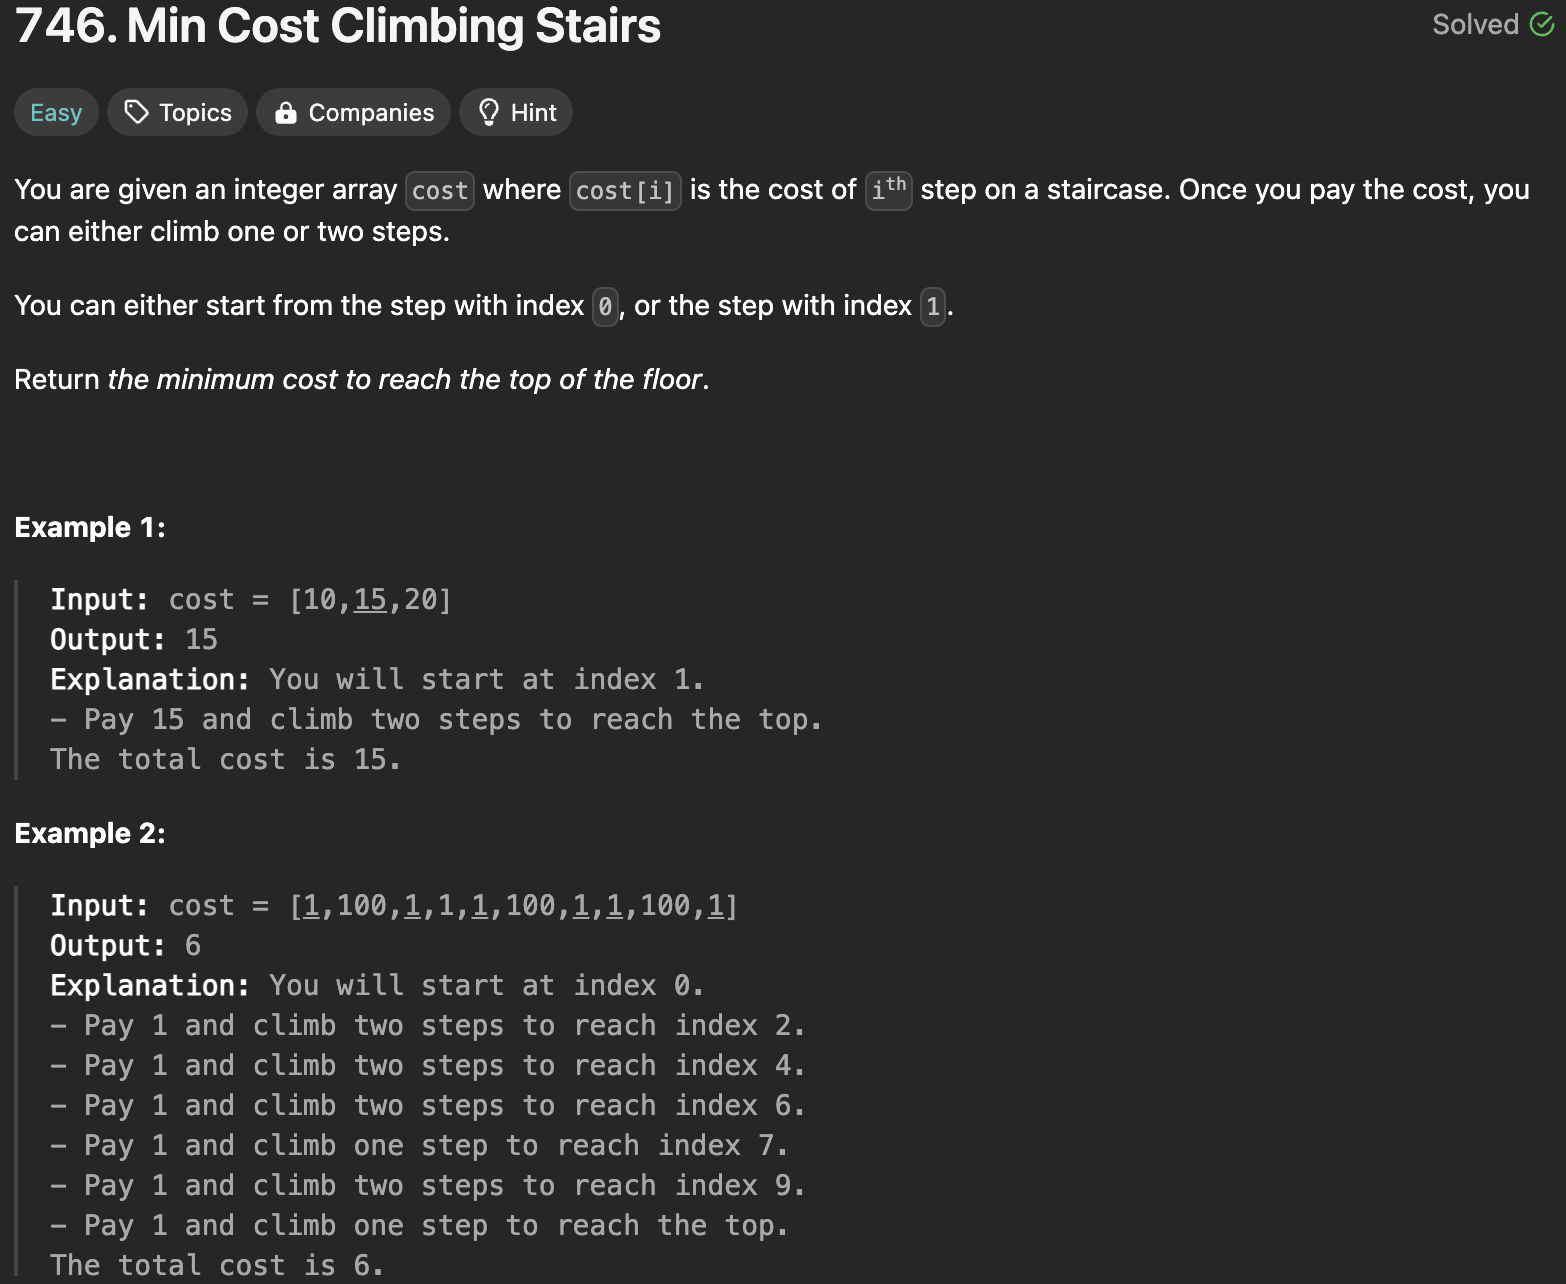 746. Min Cost Climbing Stairs
Solved
Easy Topics Companies Hint
You are given an integer array cost where cost[i] is the cost of ith step on a staircase. Once you pay the cost, you
can either climb one or two steps.
You can either start from the step with index 0, or the step with index 1.
Return the minimum cost to reach the top of the floor.
Example 1:
Input: cost = [10,15,20]
Output: 15
Explanation: You will start at index 1.
- Pay 15 and climb two steps to reach the top.
The total cost is 15.
Example 2:
Input: cost = [1,100,1,1,1,100,1,1,100,1]
Output: 6
Explanation: You will start at index 0.
- Pay 1 and climb two steps to reach index 2.
- Pay 1 and climb two steps to reach index 4.
- Pay 1 and climb two steps to reach index 6.
- Pay 1 and climb one step to reach index 7.
- Pay 1 and climb two steps to reach index 9.
- Pay 1 and climb one step to reach the top.
The total cost is 6.